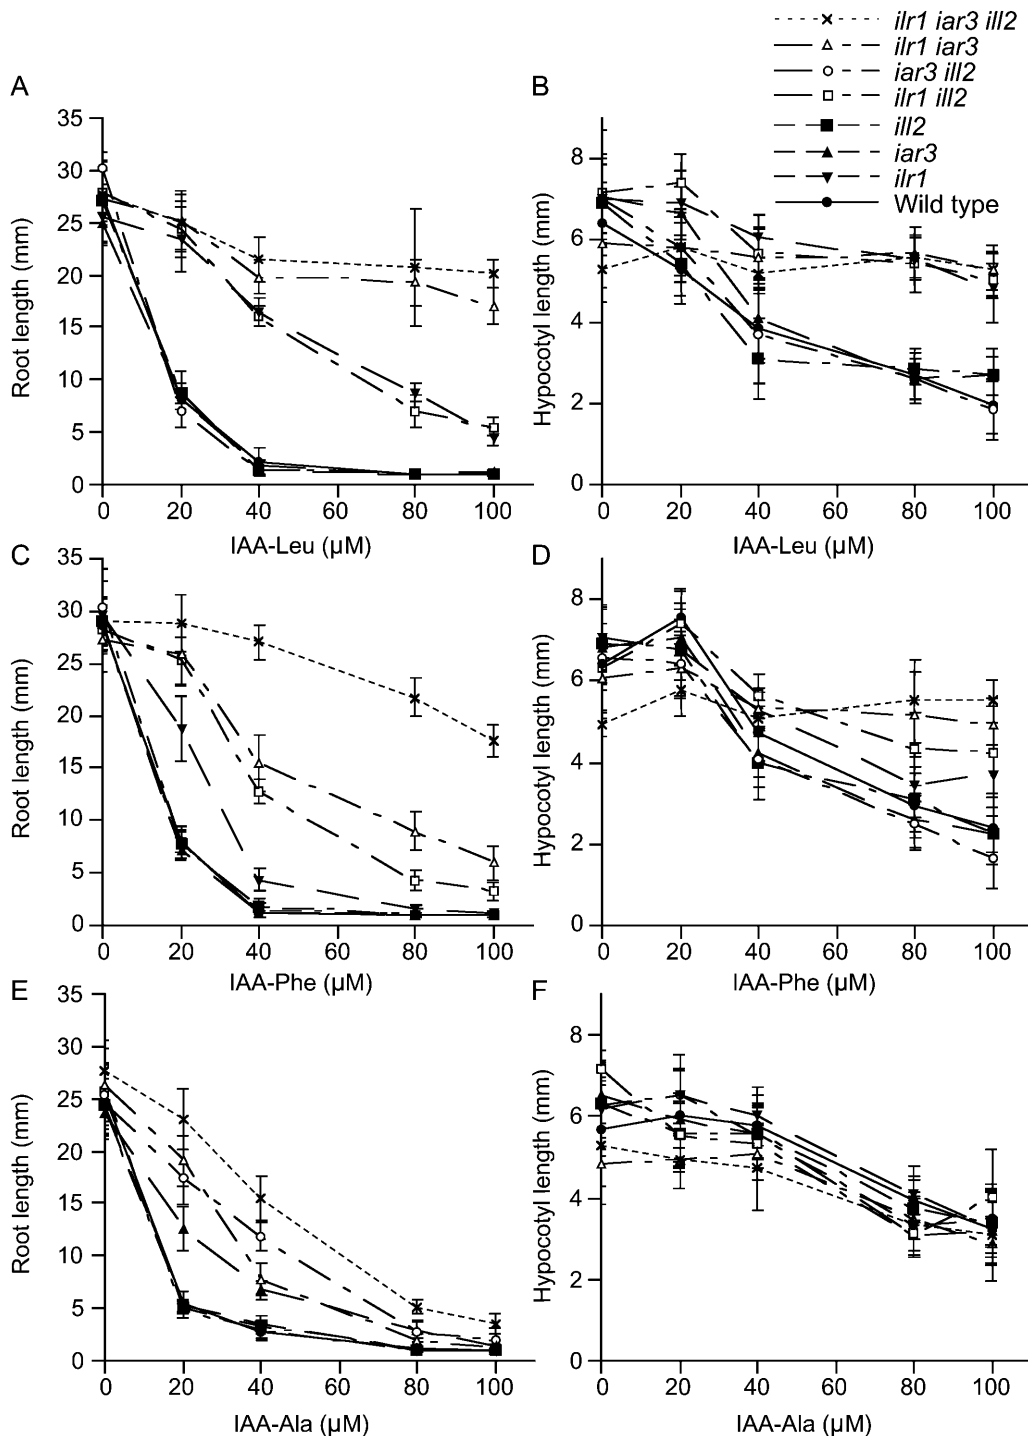 ilr1 iar3 ill2
ilr1 iar3
iar3 ill2
ilr1 ill2
ill2
iar3
ilr1
Wild type
A
35
30
25
20
15
10
5
0
Root length (mm)
0 20 40 60 80 100
IAA-Leu (µM)
B
8
6
4
2
0
Hypocotyl length (mm)
0 20 40 60 80 100
IAA-Leu (µM)
C
35
30
25
20
15
10
5
0
Root length (mm)
0 20 40 60 80 100
IAA-Phe (µM)
D
8
6
4
2
0
Hypocotyl length (mm)
0 20 40 60 80 100
IAA-Phe (µM)
E
35
30
25
20
15
10
5
0
Root length (mm)
0 20 40 60 80 100
IAA-Ala (µM)
F
8
6
4
2
0
Hypocotyl length (mm)
0 20 40 60 80 100
IAA-Ala (µM)